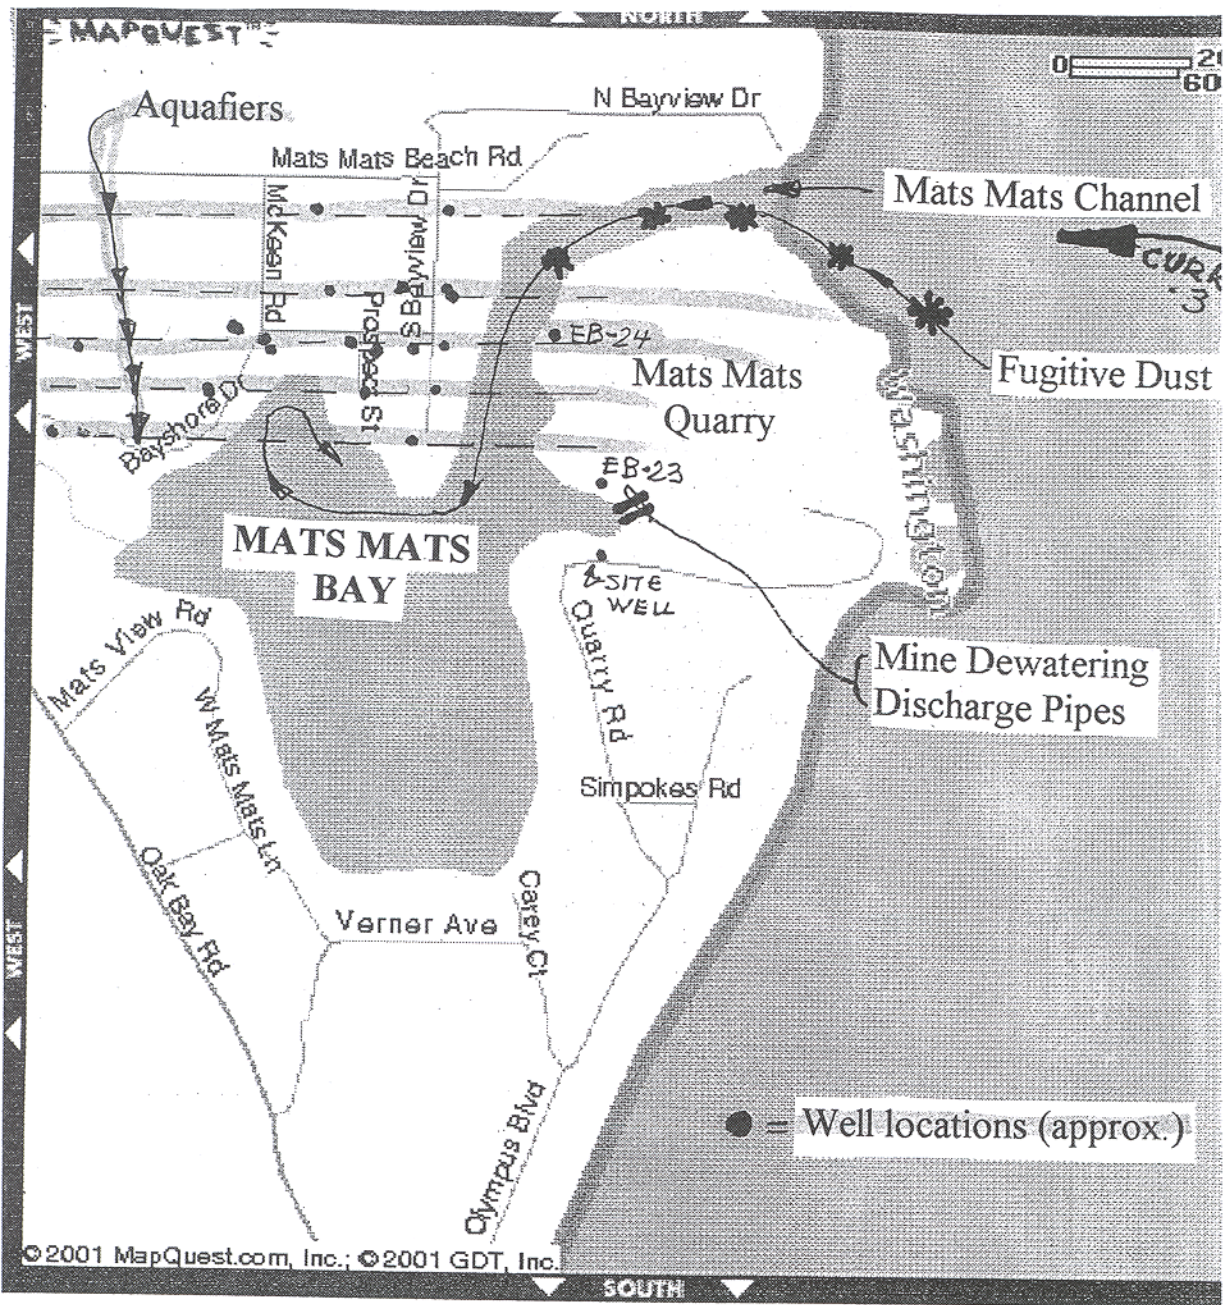 NORTH
MAPQUEST
0
N Bayview Dr
Aquafiers
Mats Mats Beach Rd
Mats Mats Channel
McKeen Rd
S Bayview Dr
Prospect St
WEST
EB-24
Fugitive Dust
Mats Mats
Quarry
Washington
Bayshore Dr
EB-23
MATS MATS
BAY
SITE
WELL
Mats View Rd
Quarry Rd
Mine Dewatering
Discharge Pipes
W Mats Mats Ln
Simpokes Rd
Oak Bay Rd
Verner Ave
Carey Ct
WEST
Olympus Blvd
= Well locations (approx.)
©2001 MapQuest.com, Inc.; ©2001 GDT, Inc.
SOUTH